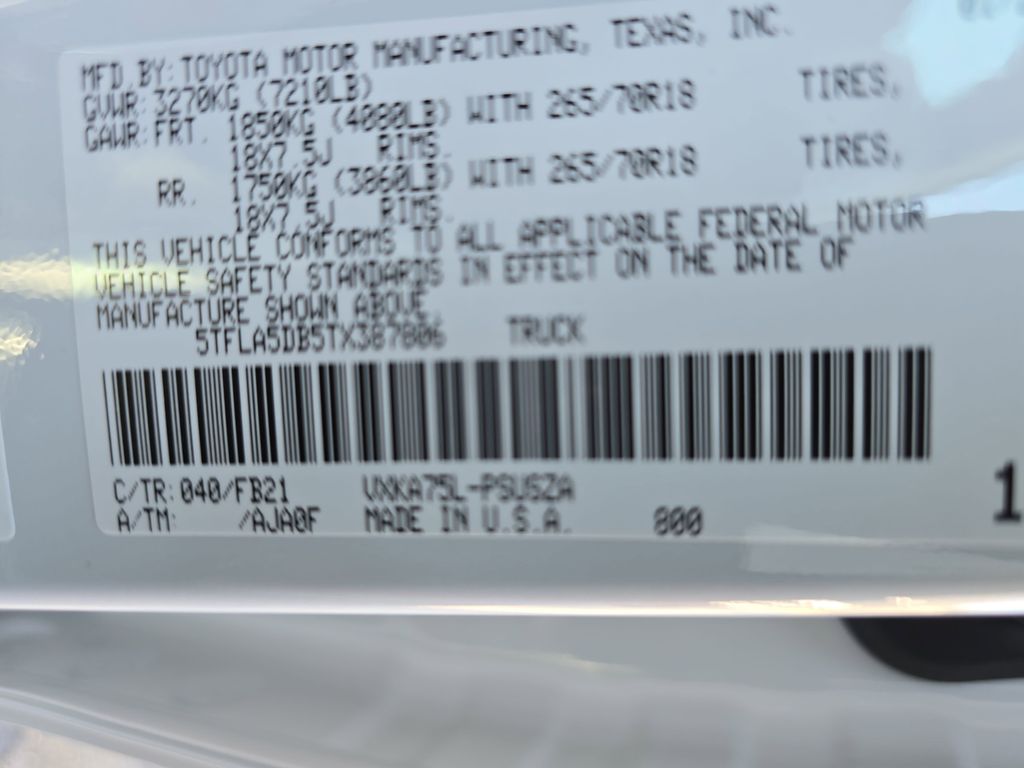 MFD.BY:TOYOTA MOTOR MANUFACTURING, TEXAS, INC.
GVWR:3270KG (7210LB)
GAWR:FRT. 1850KG (4080LB) WITH 265/70R18 TIRES,
18X7.5J RIMS.
RR. 1750KG (3860LB) WITH 265/70R18 TIRES,
18X7.5J RIMS.
THIS VEHICLE CONFORMS TO ALL APPLICABLE FEDERAL MOTOR
VEHICLE SAFETY STANDARDS IN EFFECT ON THE DATE OF
MANUFACTURE SHOWN ABOVE.
5TFLA5DB5TX387806 TRUCK
C/TR:040/FB21 VXKA75L-PSUSZA
A/TM: /AJA0F MADE IN U.S.A. 800
1